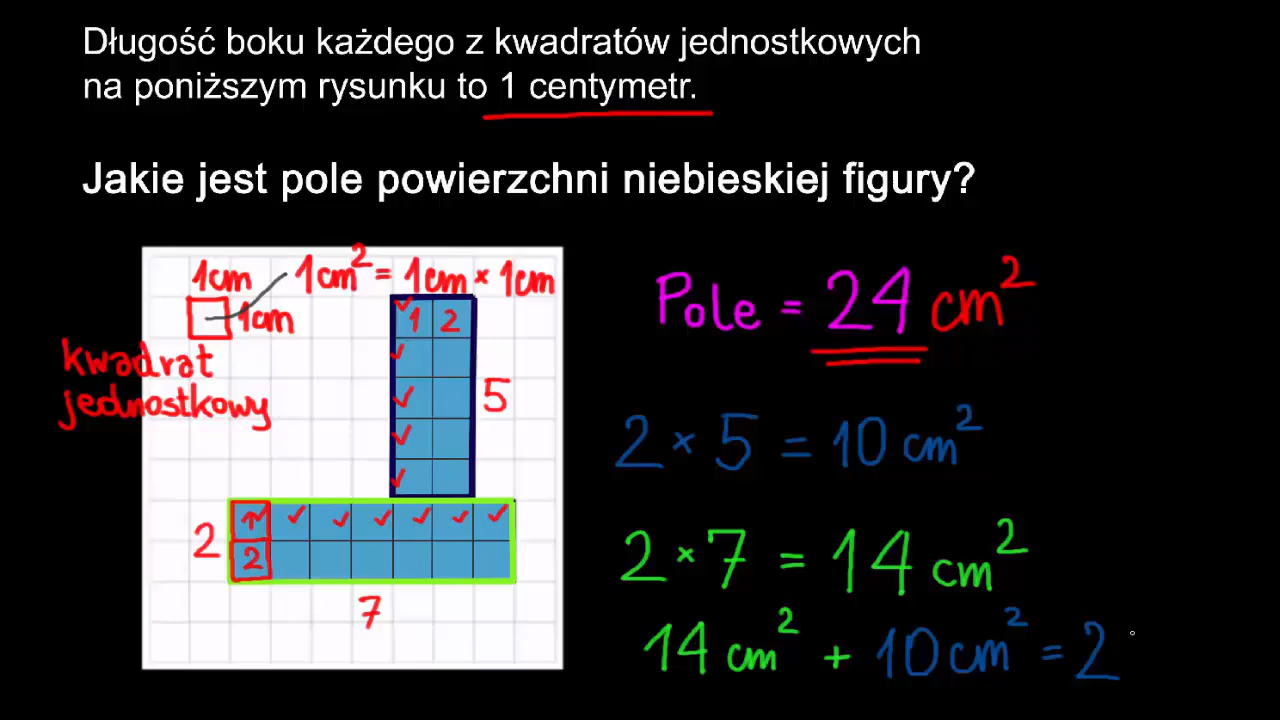 Długość boku każdego z kwadratów jednostkowych
na poniższym rysunku to 1 centymetr.
Jakie jest pole powierzchni niebieskiej figury?
1cm 1cm² = 1cm × 1cm
1cm
kwadrat
jednostkowy
1 2
5
2
2
7
Pole = 24 cm²
2 × 5 = 10 cm²
2 × 7 = 14 cm²
14 cm² + 10 cm² = 2